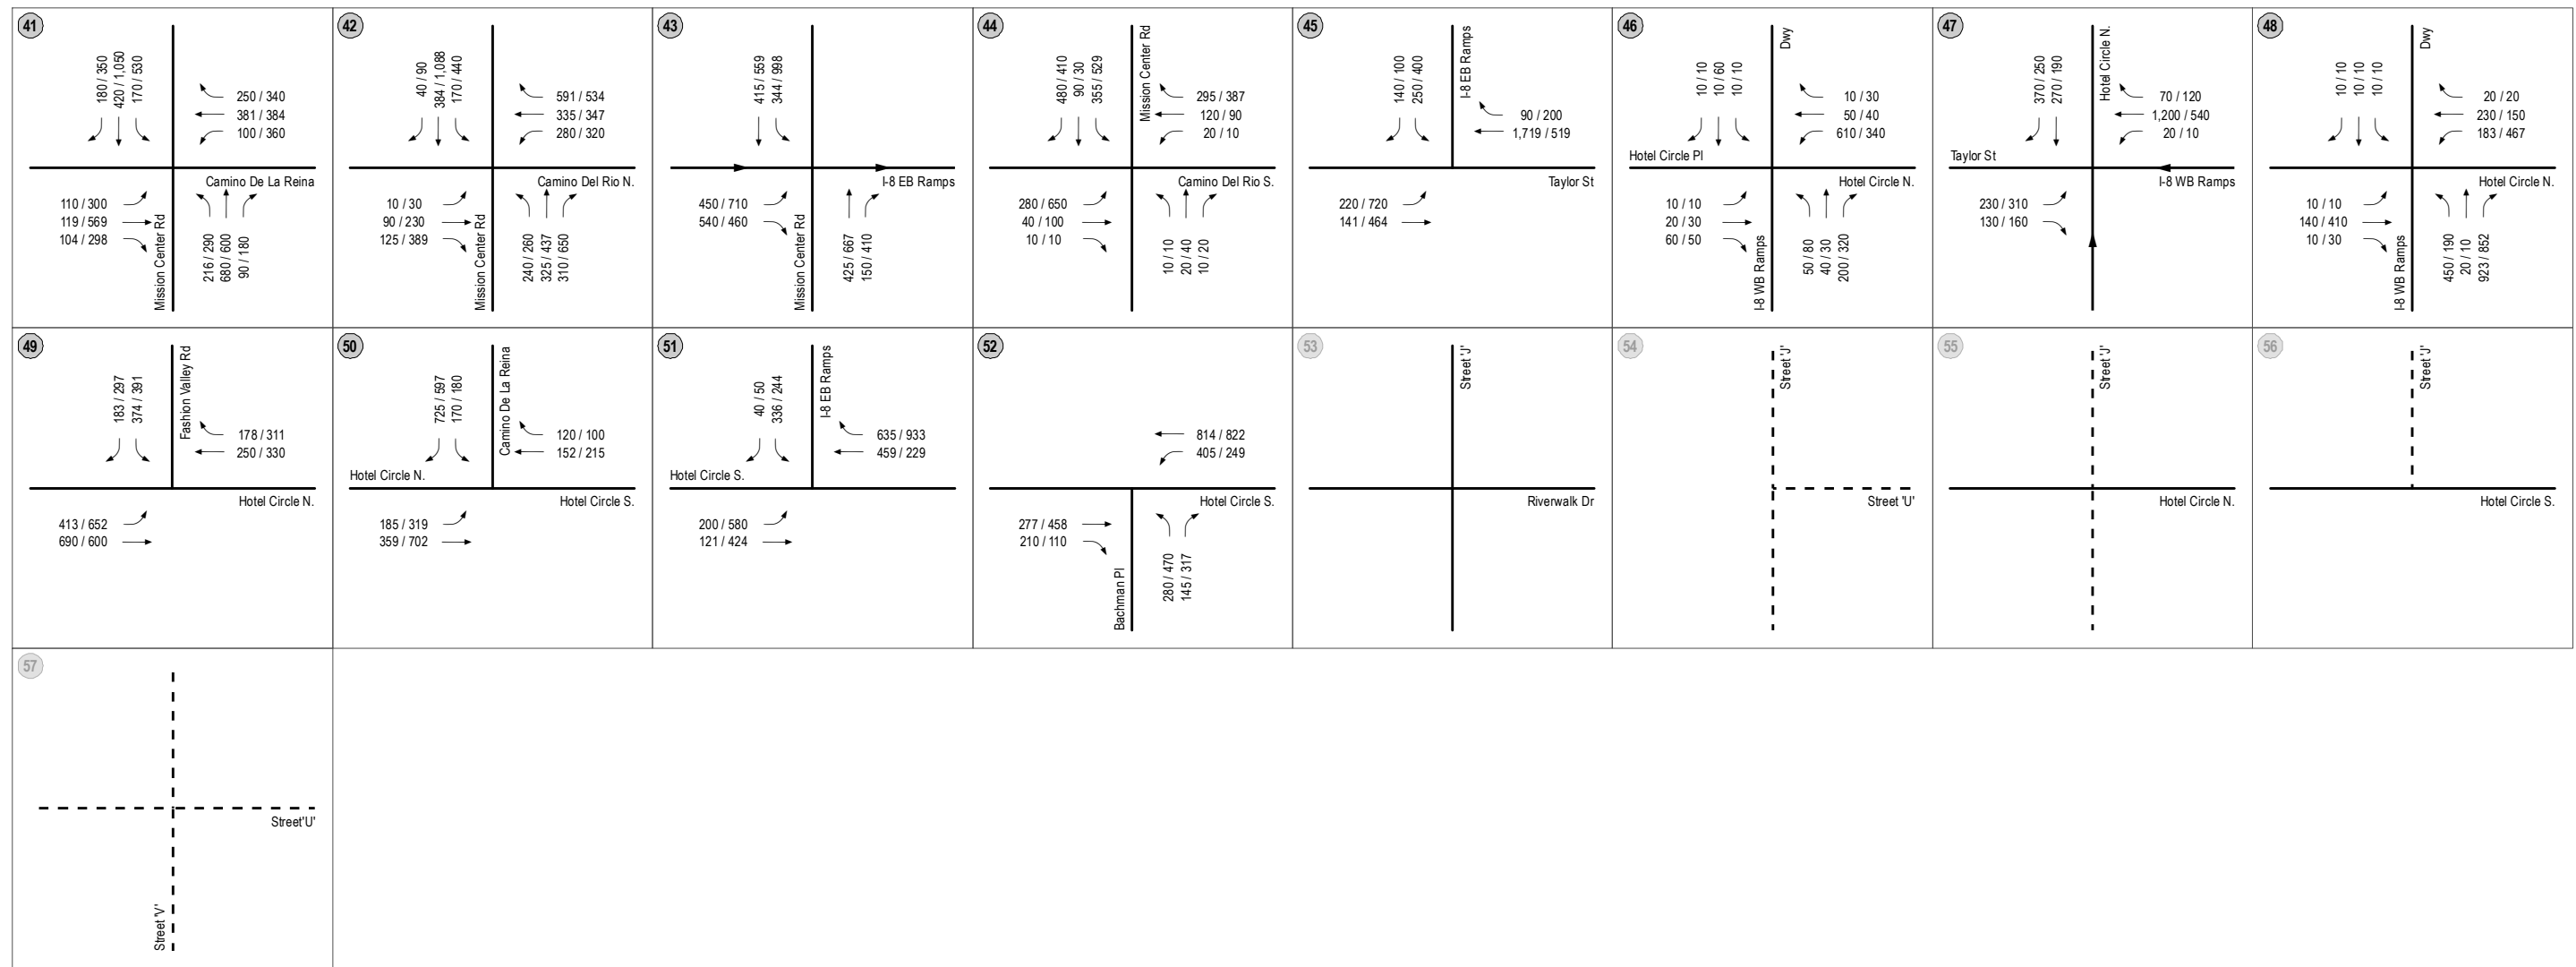 41
180 / 350
420 / 1,050
170 / 530
250 / 340
381 / 384
100 / 360
Camino De La Reina
110 / 300
119 / 569
104 / 298
Mission Center Rd
216 / 290
680 / 600
90 / 180
42
40 / 90
384 / 1,088
170 / 440
591 / 534
335 / 347
280 / 320
Camino Del Rio N.
10 / 30
90 / 230
125 / 389
Mission Center Rd
240 / 260
325 / 437
310 / 650
43
415 / 559
344 / 998
I-8 EB Ramps
450 / 710
540 / 460
Mission Center Rd
425 / 667
150 / 410
44
480 / 410
90 / 30
355 / 529
Mission Center Rd
295 / 387
120 / 90
20 / 10
Camino Del Rio S.
280 / 650
40 / 100
10 / 10
10 / 10
20 / 40
10 / 20
45
140 / 100
250 / 400
I-8 EB Ramps
90 / 200
1,719 / 519
Taylor St
220 / 720
141 / 464
46
10 / 10
10 / 60
10 / 10
Dwy
10 / 30
50 / 40
610 / 340
Hotel Circle Pl
Hotel Circle N.
10 / 10
20 / 30
60 / 50
I-8 WB Ramps
50 / 80
40 / 30
200 / 320
47
370 / 250
270 / 190
Hotel Circle N.
70 / 120
1,200 / 540
20 / 10
Taylor St
I-8 WB Ramps
230 / 310
130 / 160
48
10 / 10
10 / 10
10 / 10
Dwy
20 / 20
230 / 150
183 / 467
Hotel Circle N.
10 / 10
140 / 410
10 / 30
I-8 WB Ramps
450 / 190
20 / 10
923 / 852
49
183 / 297
374 / 391
Fashion Valley Rd
178 / 311
250 / 330
Hotel Circle N.
413 / 652
690 / 600
50
725 / 597
170 / 180
Camino De La Reina
120 / 100
152 / 215
Hotel Circle N.
Hotel Circle S.
185 / 319
359 / 702
51
40 / 50
336 / 244
I-8 EB Ramps
635 / 933
459 / 229
Hotel Circle S.
200 / 580
121 / 424
52
814 / 822
405 / 249
Hotel Circle S.
277 / 458
210 / 110
Bachman Pl
280 / 470
145 / 317
53
Street 'J'
Riverwalk Dr
54
Street 'J'
Street 'U'
55
Street 'J'
Hotel Circle N.
56
Street 'J'
Hotel Circle S.
57
Street'U'
Street 'V'